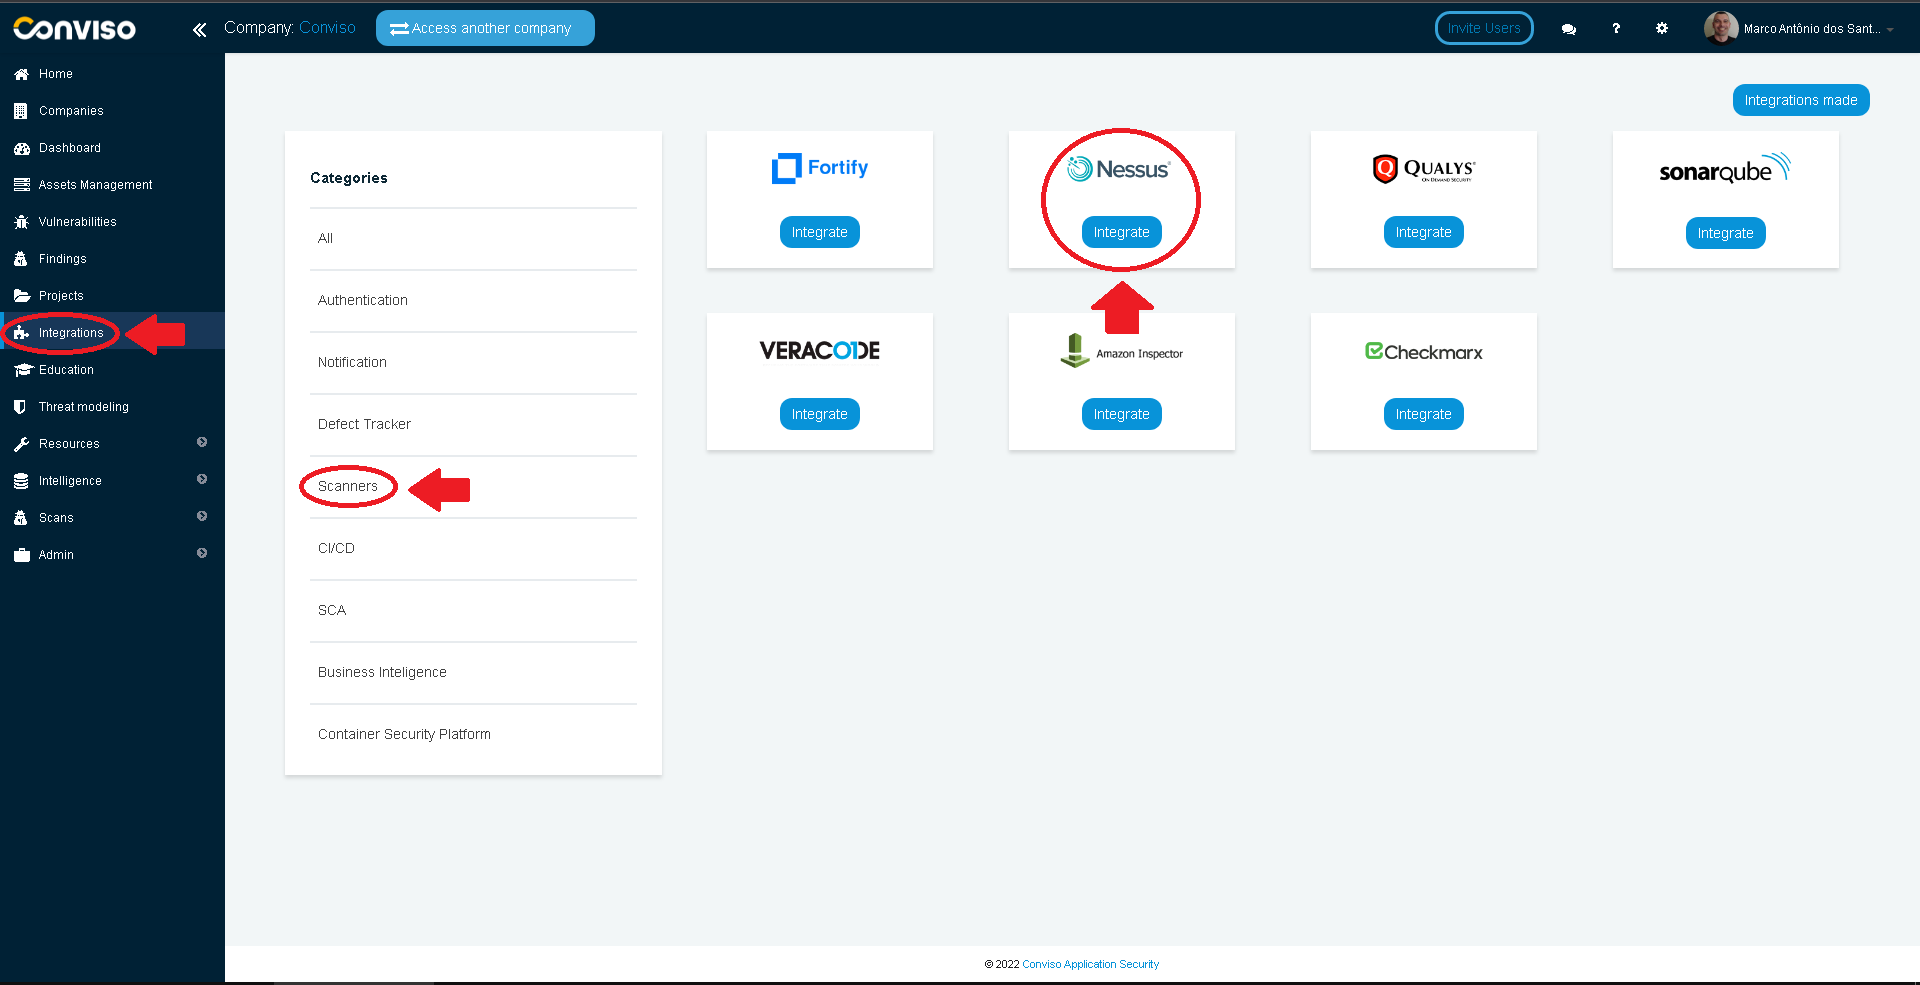 Conviso
Company: Conviso
Access another company
Invite Users
?
Marco Antônio dos Sant...
Home
Companies
Dashboard
Assets Management
Vulnerabilities
Findings
Projects
Integrations
Education
Threat modeling
Resources
Intelligence
Scans
Admin
Integrations made
Categories
All
Authentication
Notification
Defect Tracker
Scanners
CI/CD
SCA
Business Inteligence
Container Security Platform
Fortify
Integrate
Nessus
Integrate
QUALYS®
ON DEMAND SECURITY
Integrate
sonarqube
Integrate
VERACODE
Integrate
Amazon Inspector
Integrate
Checkmarx
Integrate
© 2022 Conviso Application Security